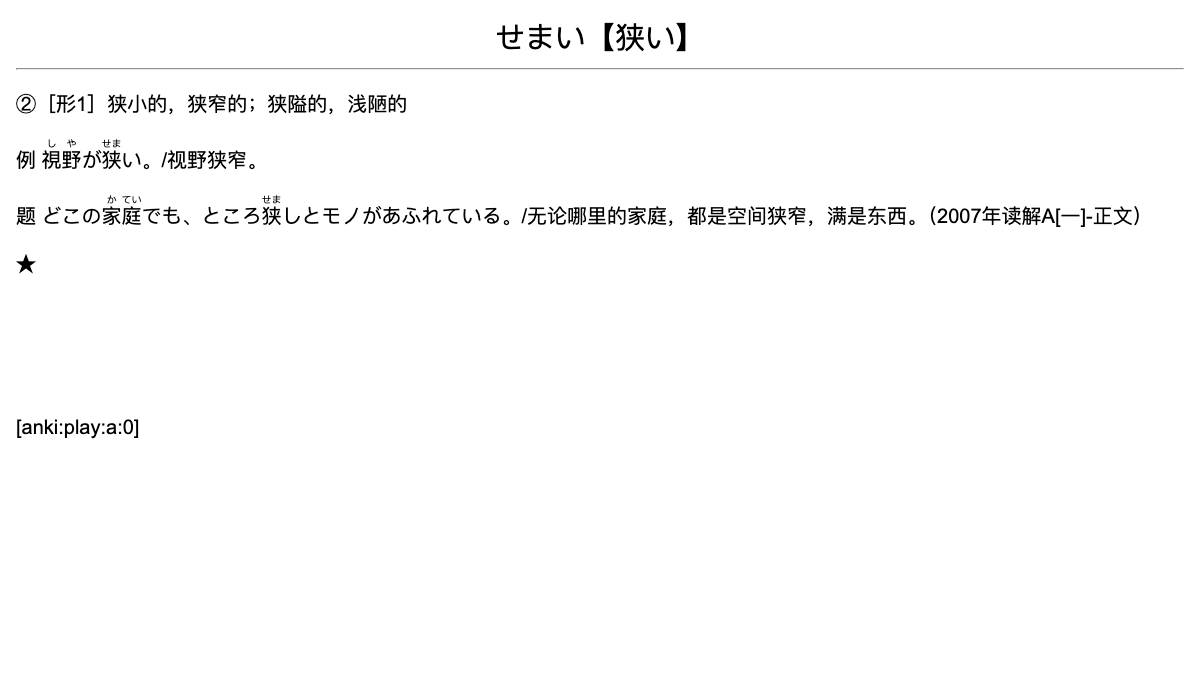 せまい【狭い】
②［形1］狭小的，狭窄的；狭隘的，浅陋的
し や せま
例 視野が狭い。/视野狭窄。
か てい せま
题 どこの家庭でも、ところ狭しとモノがあふれている。/无论哪里的家庭，都是空间狭窄，满是东西。（2007年读解A[一]-正文）
★
[anki:play:a:0]